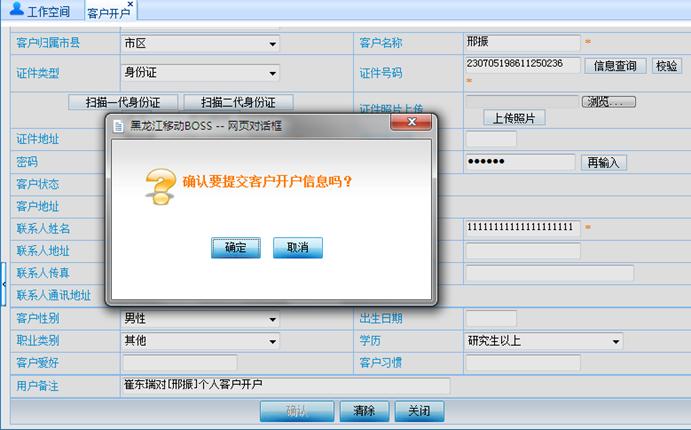 工作空间 客户开户
客户归属市县 市区 客户名称 邢振 *
证件类型 身份证 证件号码 230705198611250236 信息查询 校验
*
扫描一代身份证 扫描二代身份证 证件照片上传 浏览...
上传照片
黑龙江移动BOSS -- 网页对话框
证件地址
密码 ●●●●●● 再输入
确认要提交客户开户信息吗？
客户状态
客户地址
联系人姓名 11111111111111111111 *
联系人地址
确定 取消
联系人传真
联系人通讯地址
客户性别 男性 出生日期
职业类别 其他 学历 研究生以上
客户爱好 客户习惯
用户备注 崔东瑞对[邢振]个人客户开户
确认 清除 关闭